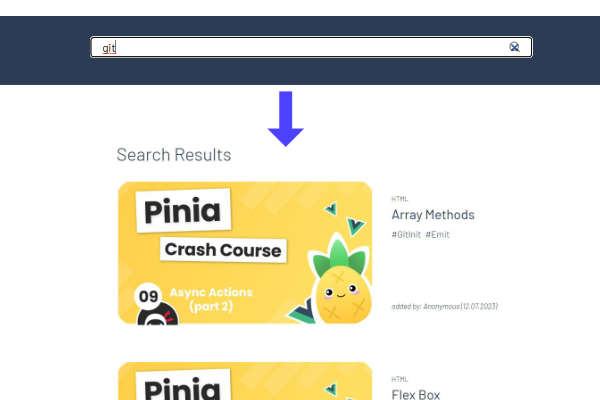 git
Search Results
Pinia
Crash Course
09
Async Actions
(part 2)
HTML
Array Methods
#GitInit #Emit
added by: Anonymous (12.07.2023)
Pinia
HTML
Flex Box